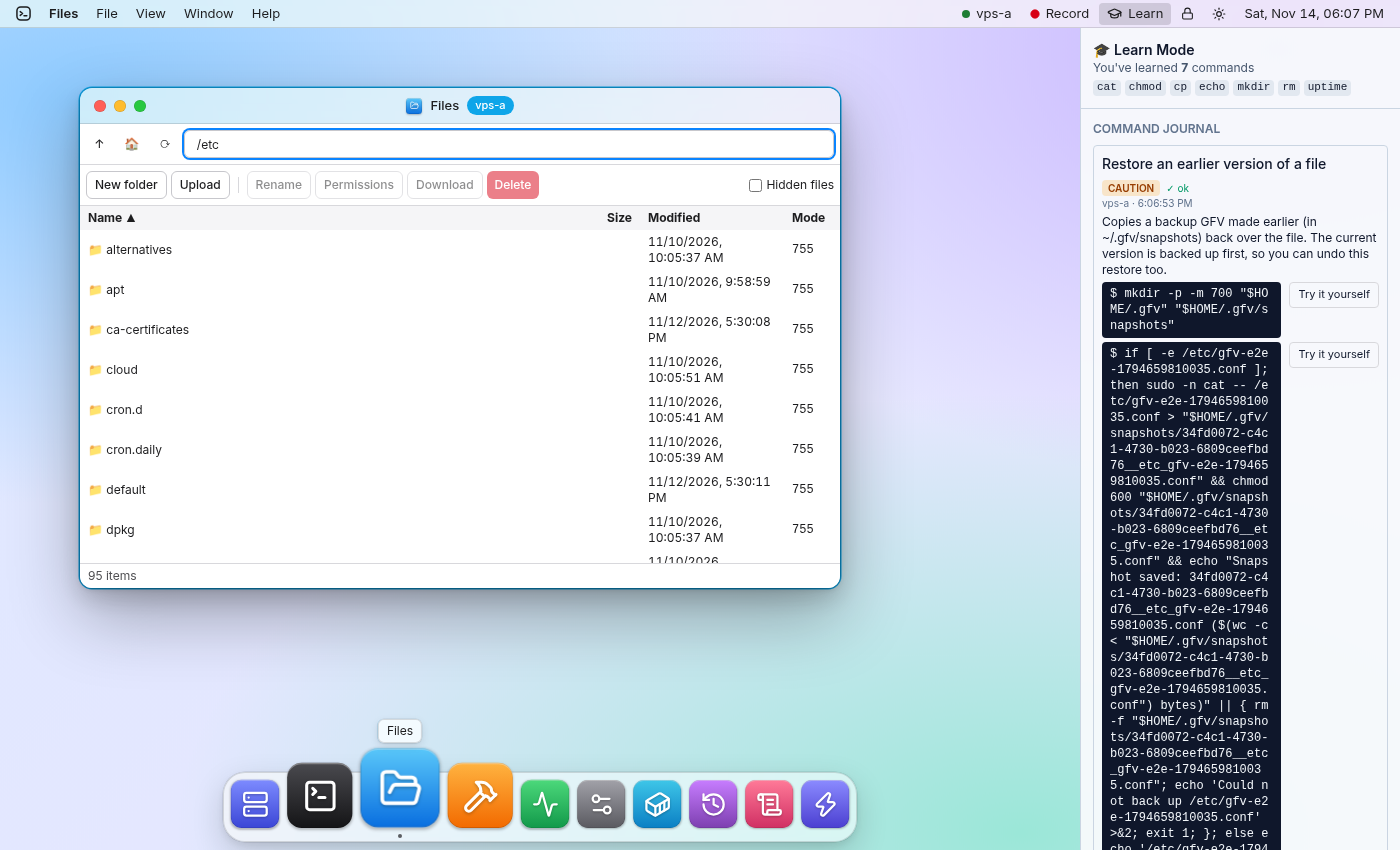 Files File View Window Help vps-a Record Learn Sat, Nov 14, 06:07 PM
Files vps-a
/etc
New folder Upload Rename Permissions Download Delete Hidden files
Name ▲ Size Modified Mode
alternatives 11/10/2026, 10:05:37 AM 755
apt 11/10/2026, 9:58:59 AM 755
ca-certificates 11/12/2026, 5:30:08 PM 755
cloud 11/10/2026, 10:05:51 AM 755
cron.d 11/10/2026, 10:05:41 AM 755
cron.daily 11/10/2026, 10:05:39 AM 755
default 11/12/2026, 5:30:11 PM 755
dpkg 11/10/2026, 10:05:37 AM 755
11/10/2026,
95 items
Files
Learn Mode
You've learned 7 commands
cat chmod cp echo mkdir rm uptime
COMMAND JOURNAL
Restore an earlier version of a file
CAUTION ✓ ok
vps-a · 6:06:53 PM
Copies a backup GFV made earlier (in
~/.gfv/snapshots) back over the file. The current
version is backed up first, so you can undo this
restore too.
$ mkdir -p -m 700 "$HO
ME/.gfv" "$HOME/.gfv/s
napshots"
Try it yourself
$ if [ -e /etc/gfv-e2e
-1794659810035.conf ];
then sudo -n cat -- /e
tc/gfv-e2e-17946598100
35.conf > "$HOME/.gfv/
snapshots/34fd0072-c4c
1-4730-b023-6809ceefbd
76__etc_gfv-e2e-179465
9810035.conf" && chmod
600 "$HOME/.gfv/snapsh
ots/34fd0072-c4c1-4730
-b023-6809ceefbd76__et
c_gfv-e2e-179465981003
5.conf" && echo "Snaps
hot saved: 34fd0072-c4
c1-4730-b023-6809ceefb
d76__etc_gfv-e2e-17946
59810035.conf ($(wc -c
< "$HOME/.gfv/snapshot
s/34fd0072-c4c1-4730-b
023-6809ceefbd76__etc_
gfv-e2e-1794659810035.
conf") bytes)" || { rm
-f "$HOME/.gfv/snapsho
ts/34fd0072-c4c1-4730-
b023-6809ceefbd76__etc
_gfv-e2e-179465981003
5.conf"; echo 'Could n
ot back up /etc/gfv-e2
e-1794659810035.conf'
>&2; exit 1; }; else e
cho '/etc/gfv-e2e-1794
Try it yourself